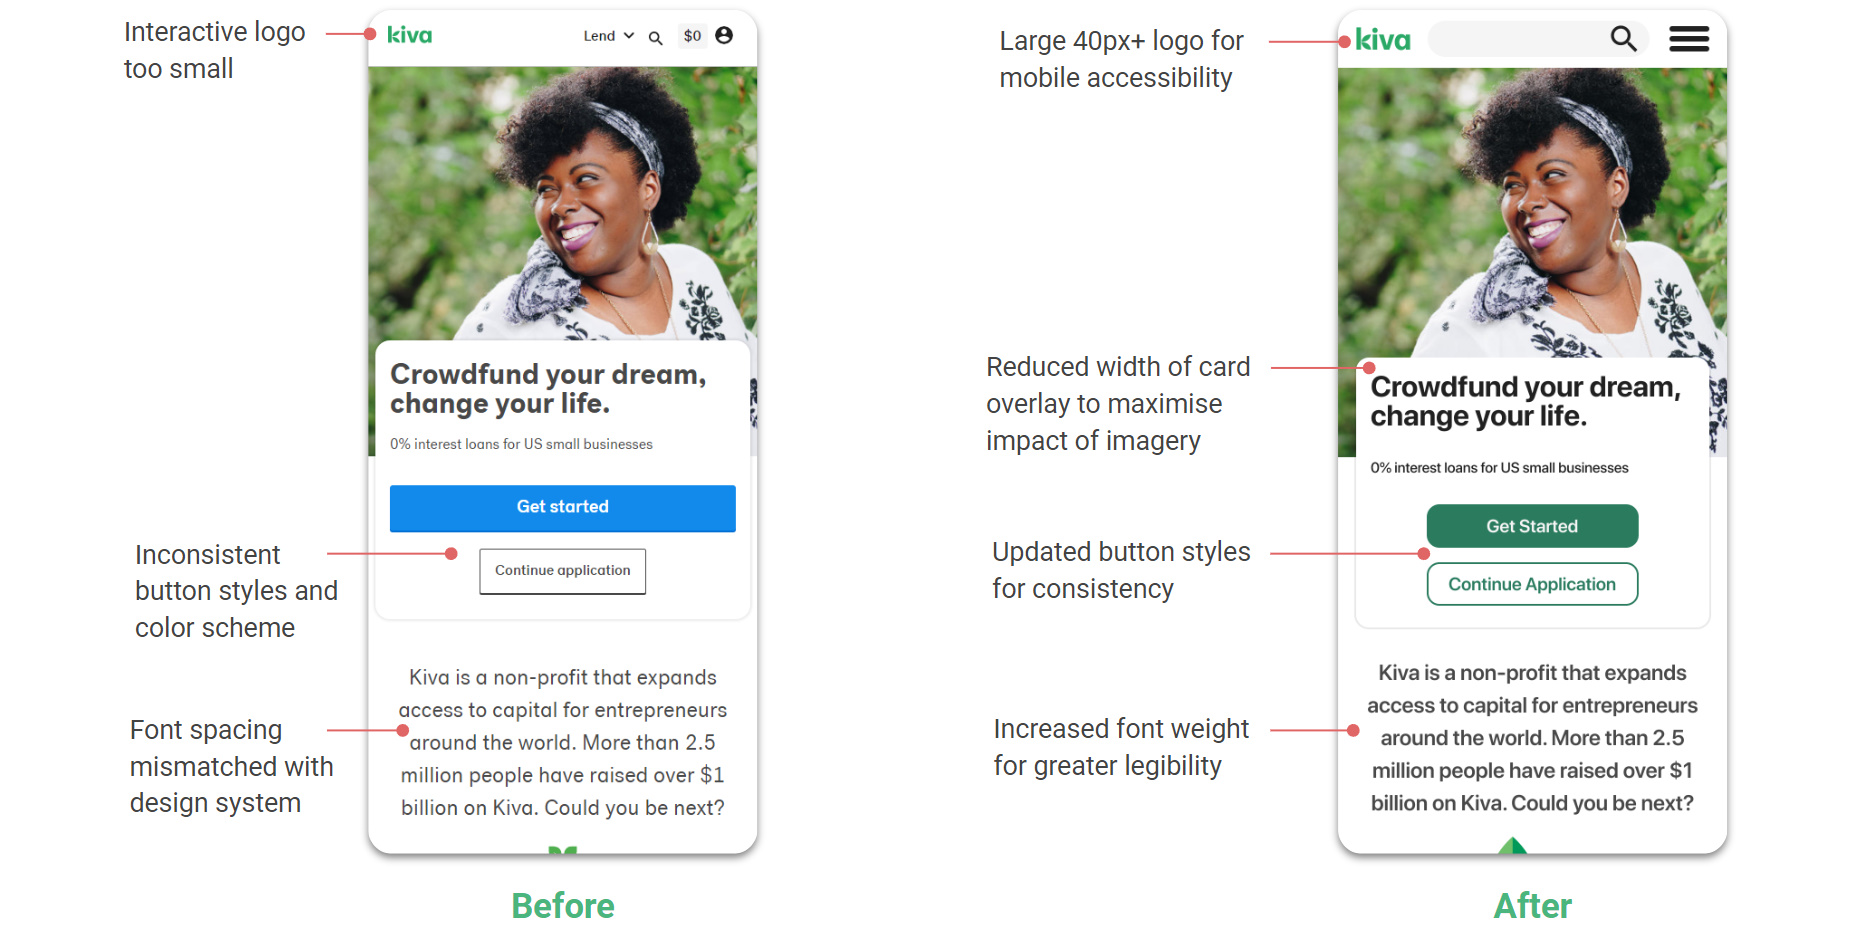 Interactive logo
too small
kiva
Lend
$0
Crowdfund your dream,
change your life.
0% interest loans for US small businesses
Get started
Continue application
Inconsistent
button styles and
color scheme
Kiva is a non-profit that expands
access to capital for entrepreneurs
around the world. More than 2.5
million people have raised over $1
billion on Kiva. Could you be next?
Font spacing
mismatched with
design system
Before
Large 40px+ logo for
mobile accessibility
kiva
Reduced width of card
overlay to maximise
impact of imagery
Crowdfund your dream,
change your life.
0% interest loans for US small businesses
Get Started
Continue Application
Updated button styles
for consistency
Kiva is a non-profit that expands
access to capital for entrepreneurs
around the world. More than 2.5
million people have raised over $1
billion on Kiva. Could you be next?
Increased font weight
for greater legibility
After